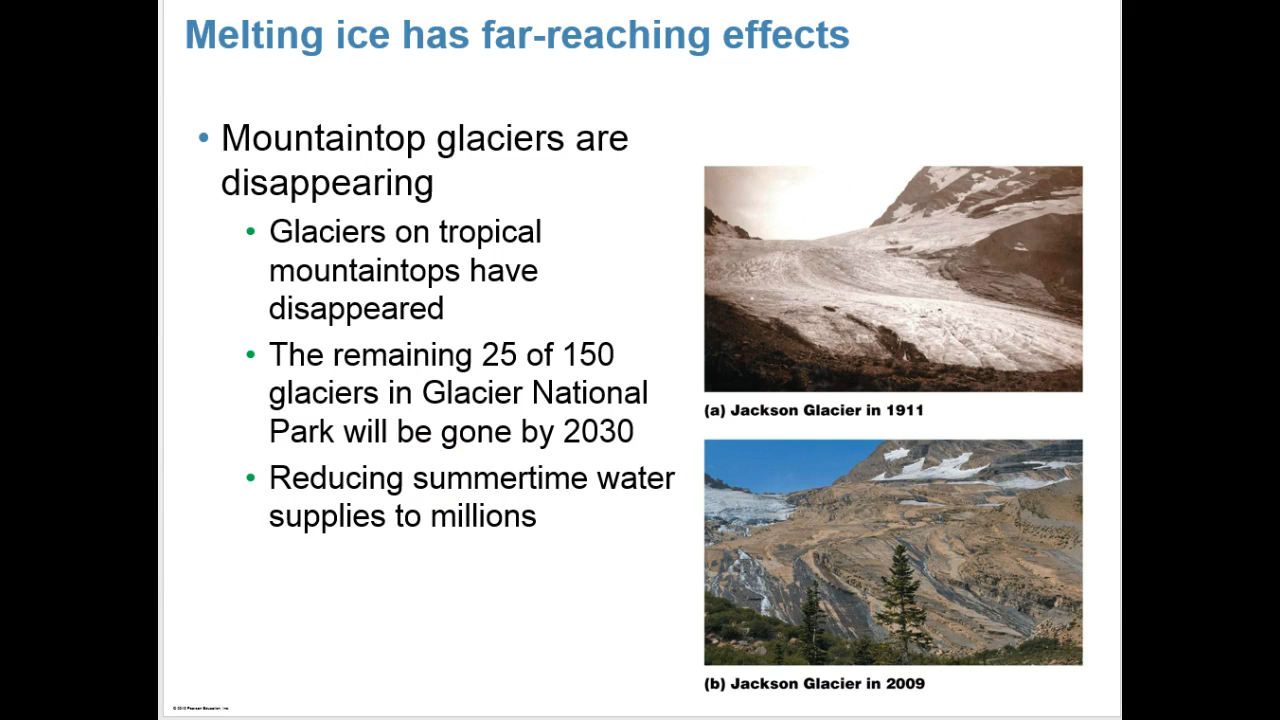 Melting ice has far-reaching effects
• Mountaintop glaciers are
disappearing
• Glaciers on tropical
mountaintops have
disappeared
• The remaining 25 of 150
glaciers in Glacier National
Park will be gone by 2030
• Reducing summertime water
supplies to millions
(a) Jackson Glacier in 1911
(b) Jackson Glacier in 2009